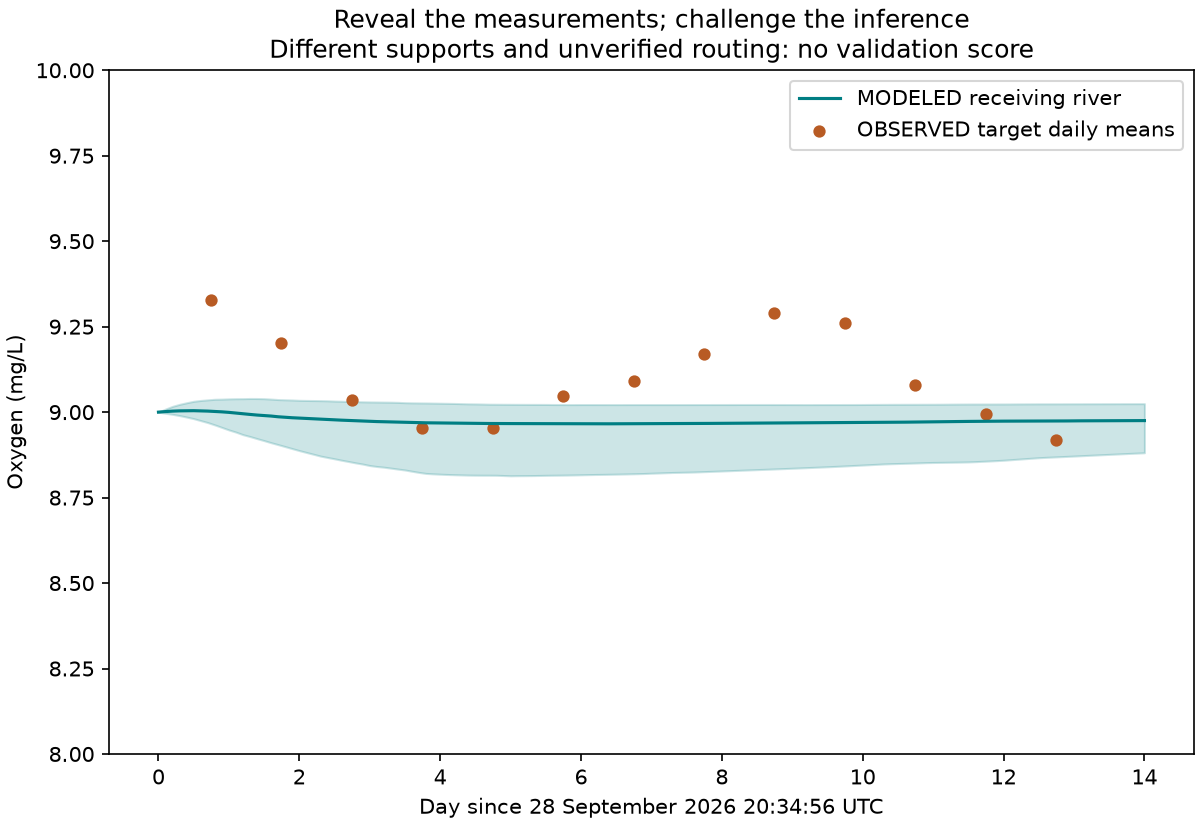 Reveal the measurements; challenge the inference
Different supports and unverified routing: no validation score
10.00
9.75
9.50
9.25
9.00
8.75
8.50
8.25
8.00
Oxygen (mg/L)
MODELED receiving river
OBSERVED target daily means
0 2 4 6 8 10 12 14
Day since 28 September 2026 20:34:56 UTC